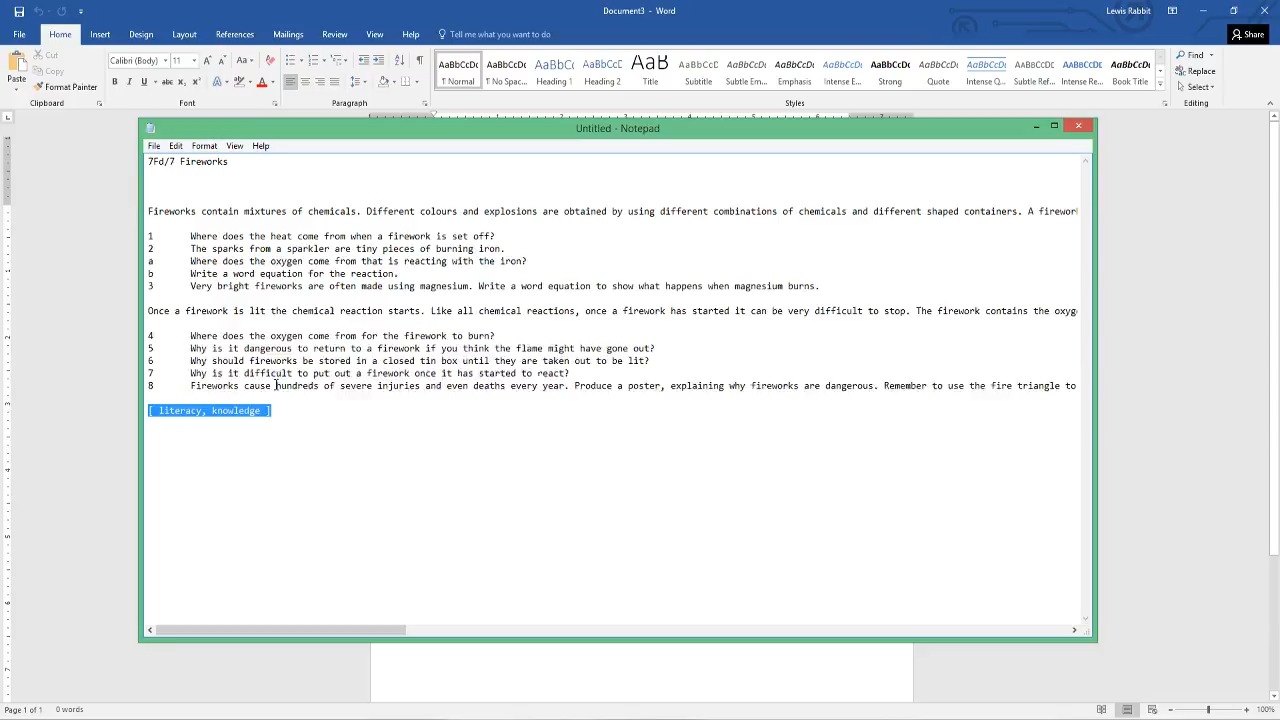 Document3 - Word
Lewis Rabbit
File Home Insert Design Layout References Mailings Review View Help Tell me what you want to do Share
Paste Cut
Copy
Format Painter
Calibri (Body) 11 Aa
B I U abc x₂ x² A A
AaBbCcDc AaBbCcDc AaBbCc AaBbCcD AaB AaBbCcD AaBbCcDc AaBbCcDc AaBbCcDc AaBbCcDc AaBbCcDc AaBbCcDc AaBbCcDc AaBbCcDc AaBbCcDc
¶ Normal ¶ No Spac... Heading 1 Heading 2 Title Subtitle Subtle Em... Emphasis Intense E... Strong Quote Intense Q... Subtle Ref... Intense Re... Book Title
Find
Replace
Select
Clipboard Font Paragraph Styles Editing
Untitled - Notepad
File Edit Format View Help
7Fd/7 Fireworks
Fireworks contain mixtures of chemicals. Different colours and explosions are obtained by using different combinations of chemicals and different shaped containers. A firewor
1 Where does the heat come from when a firework is set off?
2 The sparks from a sparkler are tiny pieces of burning iron.
a Where does the oxygen come from that is reacting with the iron?
b Write a word equation for the reaction.
3 Very bright fireworks are often made using magnesium. Write a word equation to show what happens when magnesium burns.
Once a firework is lit the chemical reaction starts. Like all chemical reactions, once a firework has started it can be very difficult to stop. The firework contains the oxyg
4 Where does the oxygen come from for the firework to burn?
5 Why is it dangerous to return to a firework if you think the flame might have gone out?
6 Why should fireworks be stored in a closed tin box until they are taken out to be lit?
7 Why is it difficult to put out a firework once it has started to react?
8 Fireworks cause hundreds of severe injuries and even deaths every year. Produce a poster, explaining why fireworks are dangerous. Remember to use the fire triangle to
[ literacy, knowledge ]
Page 1 of 1 0 words 100%